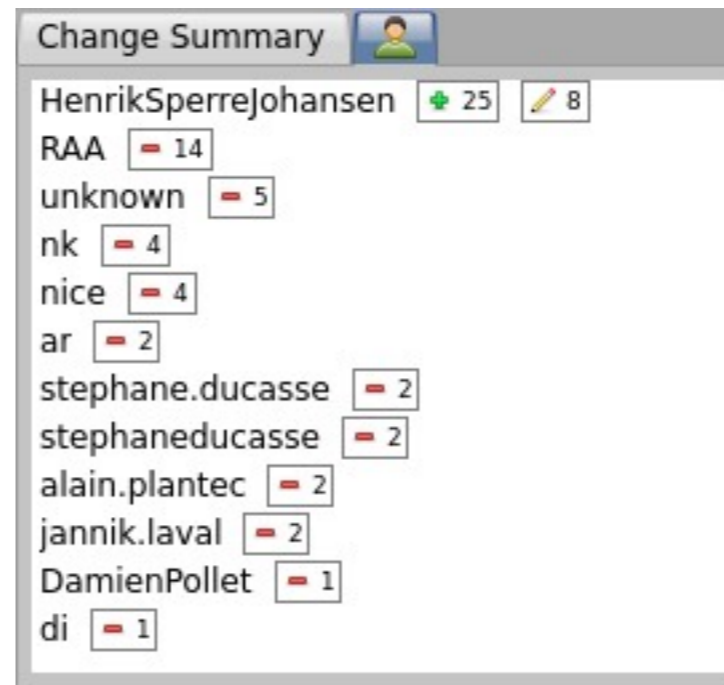 Change Summary
HenrikSperreJohansen 25 8
RAA 14
unknown 5
nk 4
nice 4
ar 2
stephane.ducasse 2
stephaneducasse 2
alain.plantec 2
jannik.laval 2
DamienPollet 1
di 1